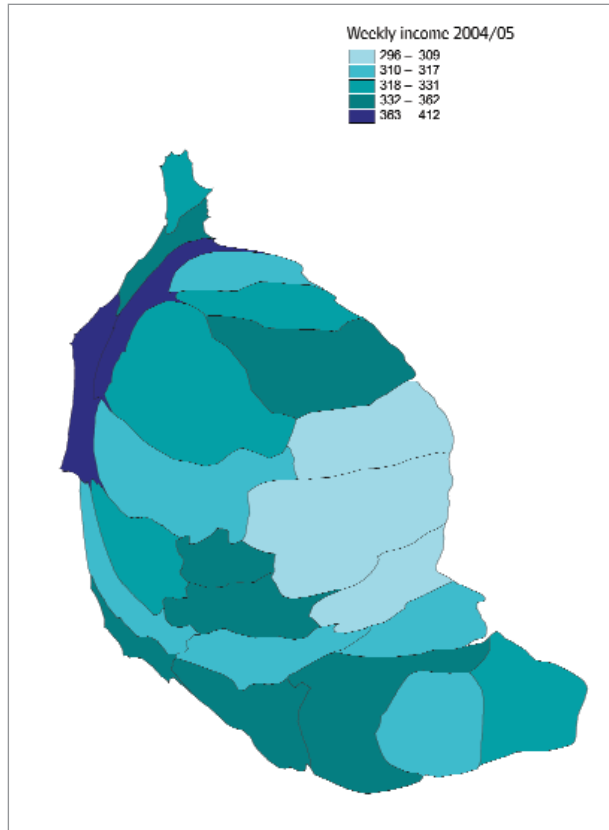 Weekly income 2004/05
296 – 309
310 – 317
318 – 331
332 – 362
363 412